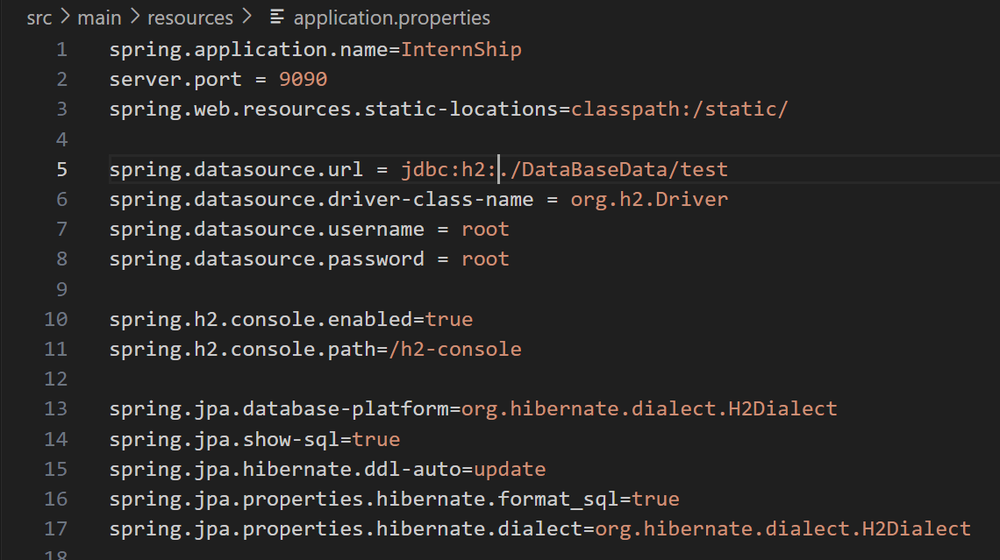 src > main > resources > application.properties
1 spring.application.name=InternShip
2 server.port = 9090
3 spring.web.resources.static-locations=classpath:/static/
4
5 spring.datasource.url = jdbc:h2:./DataBaseData/test
6 spring.datasource.driver-class-name = org.h2.Driver
7 spring.datasource.username = root
8 spring.datasource.password = root
9
10 spring.h2.console.enabled=true
11 spring.h2.console.path=/h2-console
12
13 spring.jpa.database-platform=org.hibernate.dialect.H2Dialect
14 spring.jpa.show-sql=true
15 spring.jpa.hibernate.ddl-auto=update
16 spring.jpa.properties.hibernate.format_sql=true
17 spring.jpa.properties.hibernate.dialect=org.hibernate.dialect.H2Dialect
18